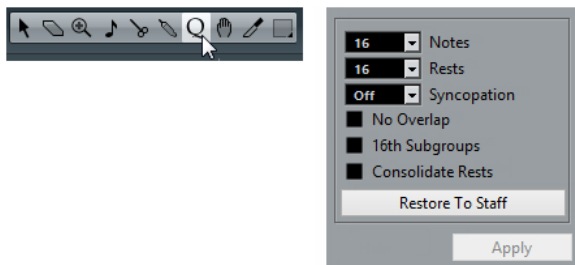 Q
16 Notes
16 Rests
Off Syncopation
No Overlap
16th Subgroups
Consolidate Rests
Restore To Staff
Apply